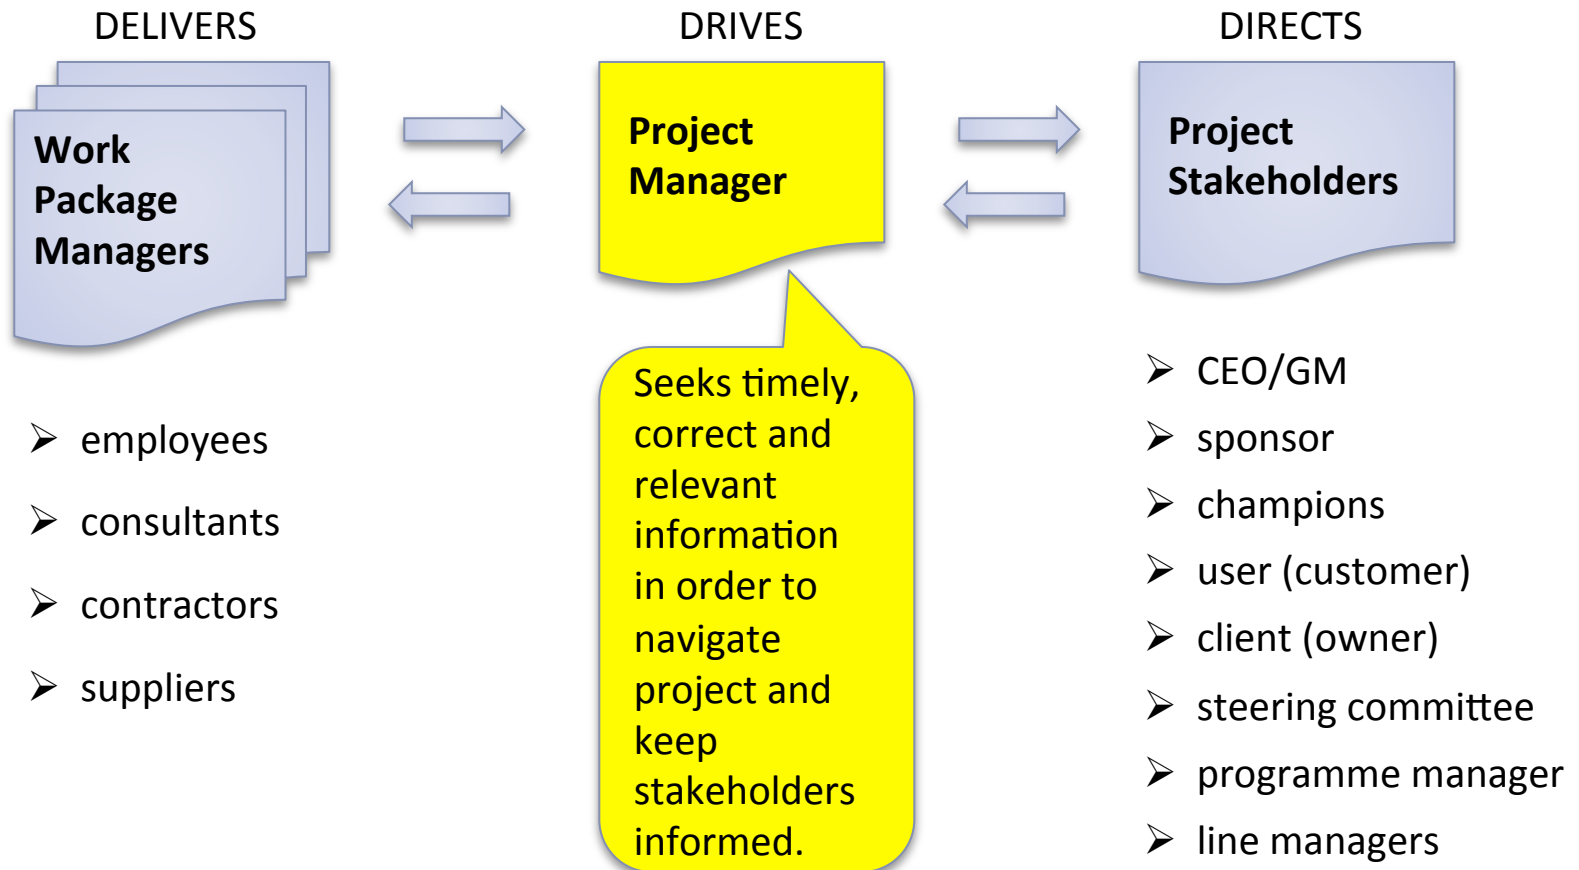 DELIVERS
DRIVES
DIRECTS
Work
Package
Managers
Project
Manager
Project
Stakeholders
➢ employees
➢ consultants
➢ contractors
➢ suppliers
Seeks timely,
correct and
relevant
information
in order to
navigate
project and
keep
stakeholders
informed.
➢ CEO/GM
➢ sponsor
➢ champions
➢ user (customer)
➢ client (owner)
➢ steering committee
➢ programme manager
➢ line managers